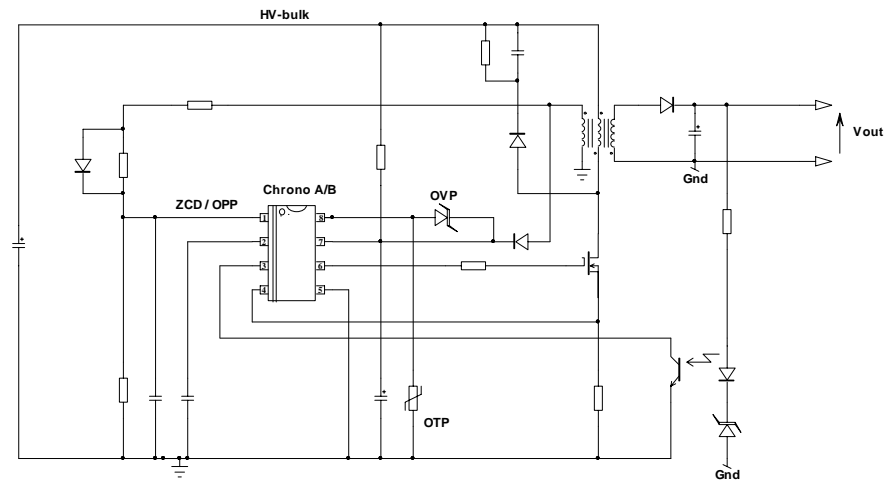 HV-bulk
Vout
Gnd
Chrono A/B
OVP
ZCD / OPP
1 8
2 7
3 6
4 5
OTP
Gnd